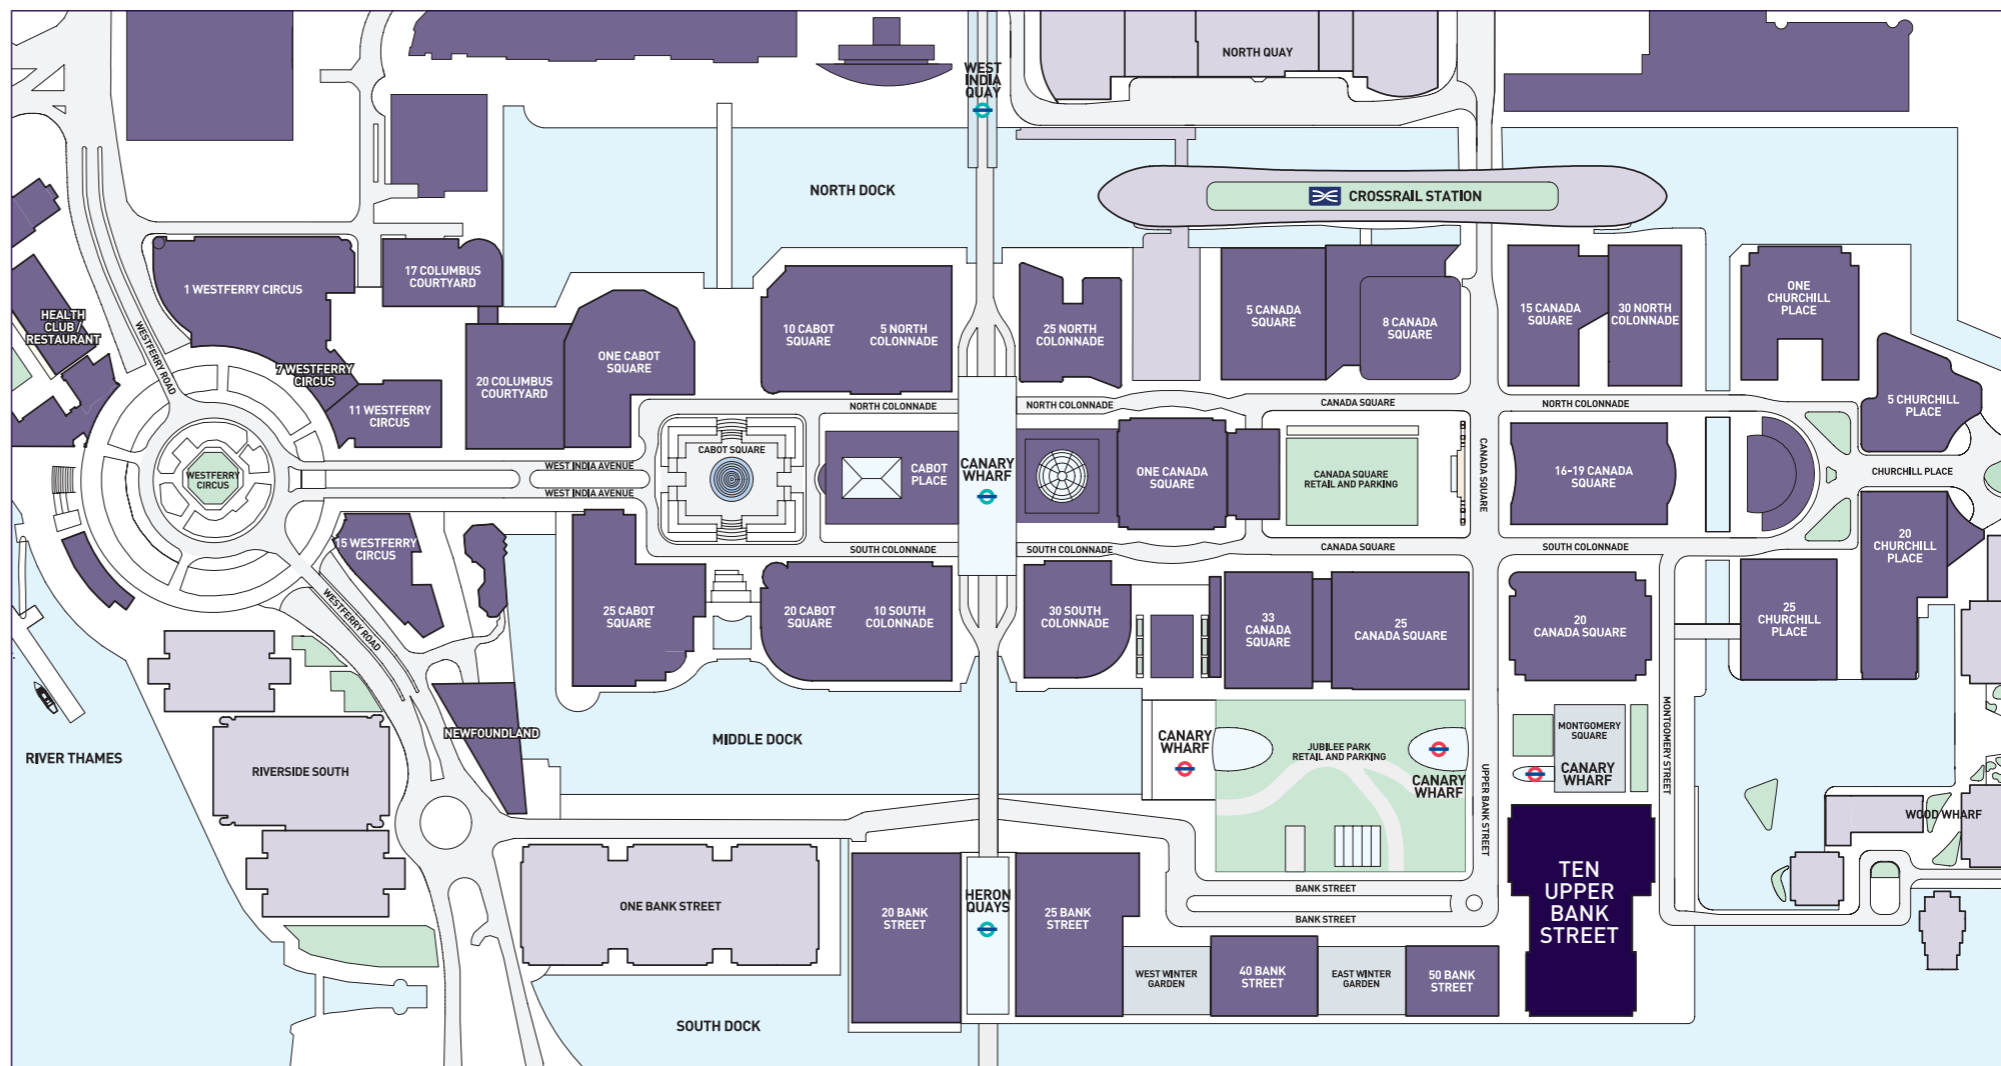 NORTH QUAY
WEST
INDIA
QUAY
NORTH DOCK
CROSSRAIL STATION
1 WESTFERRY CIRCUS
17 COLUMBUS
COURTYARD
HEALTH
CLUB /
RESTAURANT
WESTFERRY ROAD
7 WESTFERRY
CIRCUS
11 WESTFERRY
CIRCUS
20 COLUMBUS
COURTYARD
ONE CABOT
SQUARE
10 CABOT
SQUARE
5 NORTH
COLONNADE
25 NORTH
COLONNADE
5 CANADA
SQUARE
8 CANADA
SQUARE
15 CANADA
SQUARE
30 NORTH
COLONNADE
ONE
CHURCHILL
PLACE
5 CHURCHILL
PLACE
NORTH COLONNADE
NORTH COLONNADE
CANADA SQUARE
NORTH COLONNADE
WESTFERRY
CIRCUS
WEST INDIA AVENUE
WEST INDIA AVENUE
CABOT SQUARE
CABOT
PLACE
CANARY
WHARF
ONE CANADA
SQUARE
CANADA SQUARE
RETAIL AND PARKING
CANADA SQUARE
16-19 CANADA
SQUARE
CHURCHILL PLACE
SOUTH COLONNADE
SOUTH COLONNADE
CANADA SQUARE
SOUTH COLONNADE
15 WESTFERRY
CIRCUS
WESTFERRY ROAD
25 CABOT
SQUARE
20 CABOT
SQUARE
10 SOUTH
COLONNADE
30 SOUTH
COLONNADE
33
CANADA
SQUARE
25
CANADA SQUARE
20
CANADA SQUARE
25
CHURCHILL
PLACE
20
CHURCHILL
PLACE
RIVER THAMES
RIVERSIDE SOUTH
NEWFOUNDLAND
MIDDLE DOCK
CANARY
WHARF
JUBILEE PARK
RETAIL AND PARKING
CANARY
WHARF
UPPER BANK STREET
MONTGOMERY
SQUARE
CANARY
WHARF
MONTGOMERY STREET
WOOD WHARF
ONE BANK STREET
20 BANK
STREET
HERON
QUAYS
25 BANK
STREET
BANK STREET
BANK STREET
TEN
UPPER
BANK
STREET
WEST WINTER
GARDEN
40 BANK
STREET
EAST WINTER
GARDEN
50 BANK
STREET
SOUTH DOCK